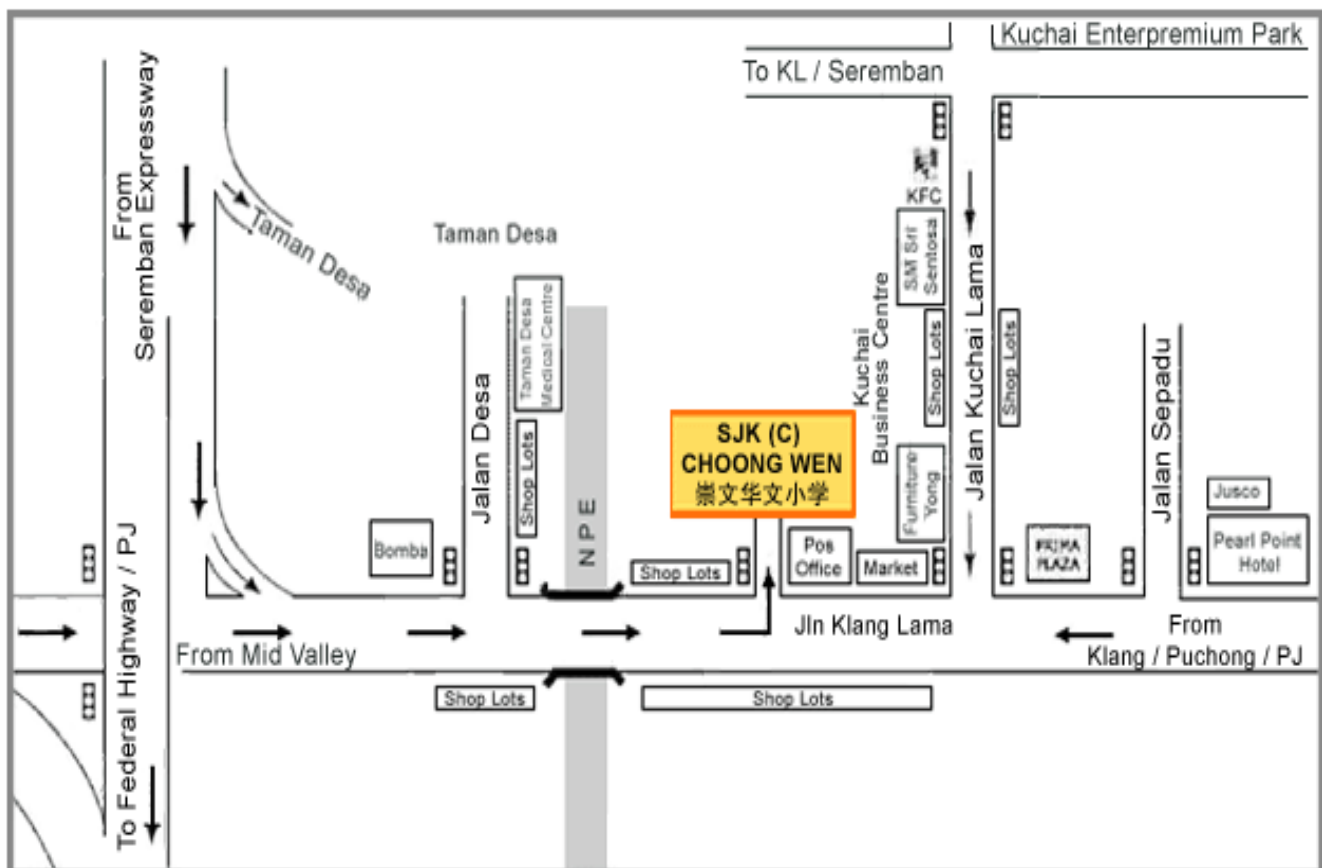 Kuchai Enterpremium Park
To KL / Seremban
From
Seremban Expressway
Taman Desa
Taman Desa
KFC
SM Sri
Sentosa
Kuchai
Business Centre
Jalan Kuchai Lama
Shop Lots
Shop Lots
Taman Desa
Medical Centre
Jalan Desa
Shop Lots
NPE
SJK (C)
CHOONG WEN
崇文华文小学
Furniture
Yong
Jalan Sepadu
Jusco
Pearl Point
Hotel
PRIMA
PLAZA
Bomba
Shop Lots
Pos
Office
Market
Jln Klang Lama
From
Klang / Puchong / PJ
From Mid Valley
To Federal Highway / PJ
Shop Lots
Shop Lots